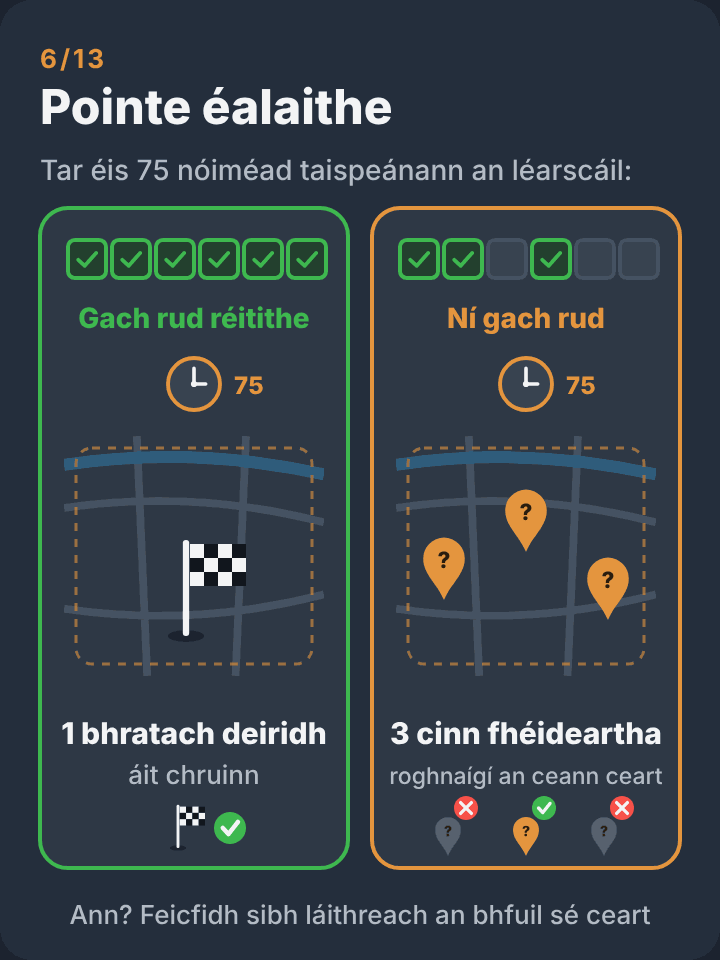 6/13
Pointe éalaithe
Tar éis 75 nóiméad taispeánann an léarscáil:
Gach rud réitithe
75
1 bhratach deiridh
áit chruinn
Ní gach rud
75
?
?
?
3 cinn fhéideartha
roghnaígí an ceann ceart
?
?
?
Ann? Feicfidh sibh láithreach an bhfuil sé ceart